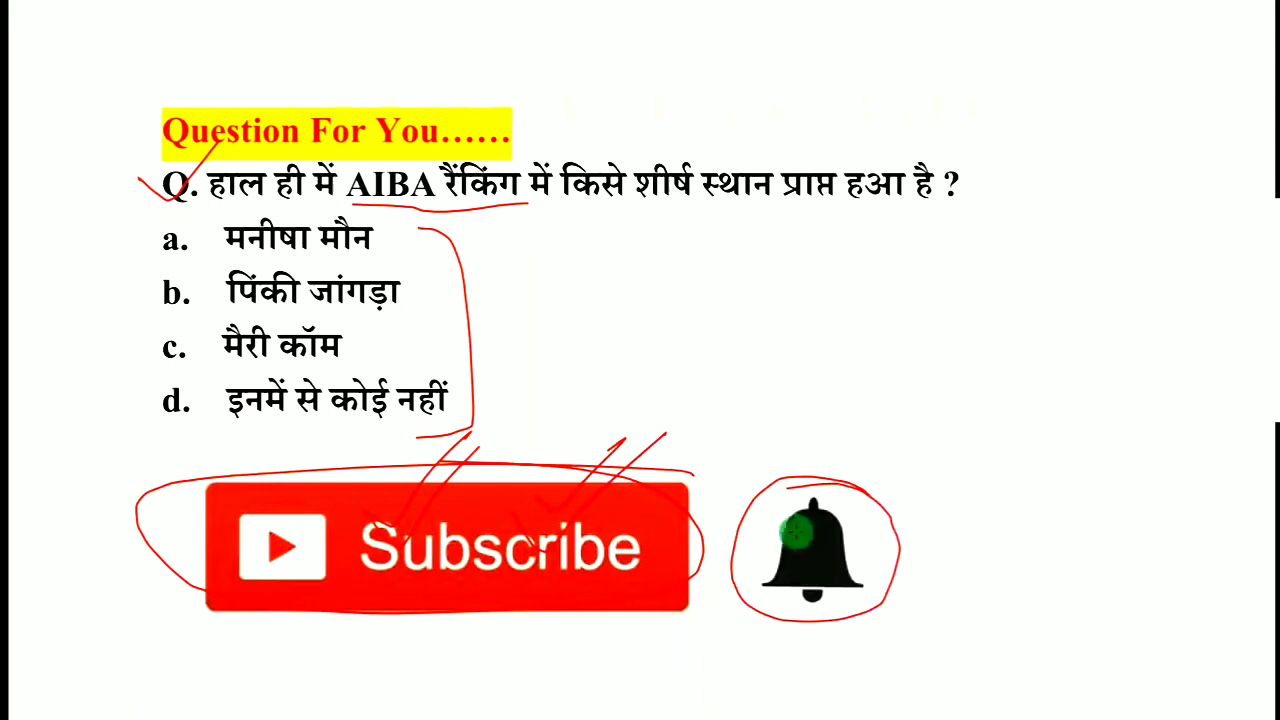 Question For You......
Q. हाल ही में AIBA रैंकिंग में किसे शीर्ष स्थान प्राप्त हआ है ?
a. मनीषा मौन
b. पिंकी जांगड़ा
c. मैरी कॉम
d. इनमें से कोई नहीं
Subscribe